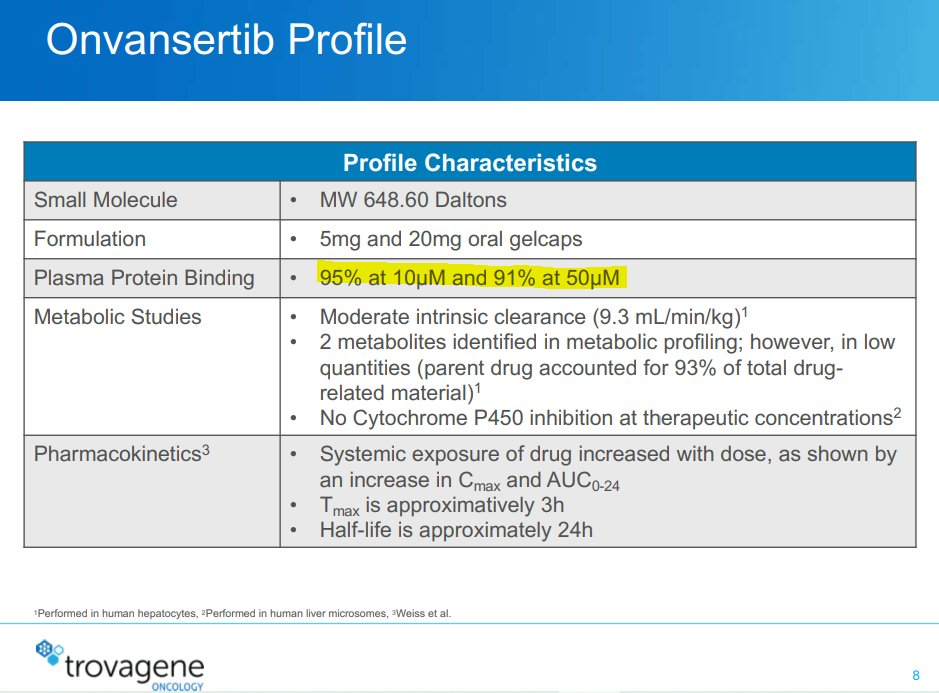 Onvansertib Profile
Profile Characteristics
Small Molecule
• MW 648.60 Daltons
Formulation
• 5mg and 20mg oral gelcaps
Plasma Protein Binding
• 95% at 10µM and 91% at 50µM
Metabolic Studies
• Moderate intrinsic clearance (9.3 mL/min/kg)¹
• 2 metabolites identified in metabolic profiling; however, in low
quantities (parent drug accounted for 93% of total drug-
related material)¹
• No Cytochrome P450 inhibition at therapeutic concentrations²
Pharmacokinetics³
• Systemic exposure of drug increased with dose, as shown by
an increase in Cmax and AUC0-24
• Tmax is approximatively 3h
• Half-life is approximately 24h
¹Performed in human hepatocytes, ²Performed in human liver microsomes, ³Weiss et al.
trovagene
ONCOLOGY
8